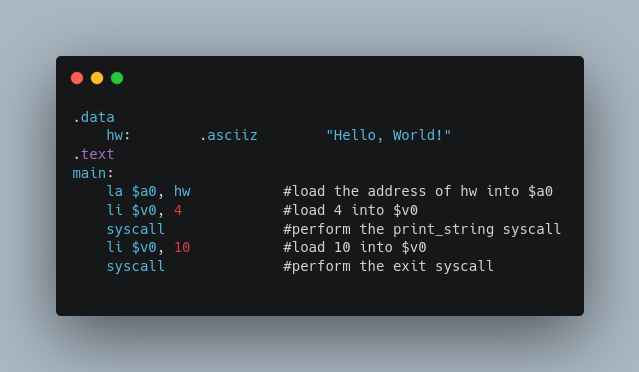 .data
    hw:        .asciiz        "Hello, World!"
.text
main:
    la $a0, hw           #load the address of hw into $a0
    li $v0, 4            #load 4 into $v0
    syscall              #perform the print_string syscall
    li $v0, 10           #load 10 into $v0
    syscall              #perform the exit syscall